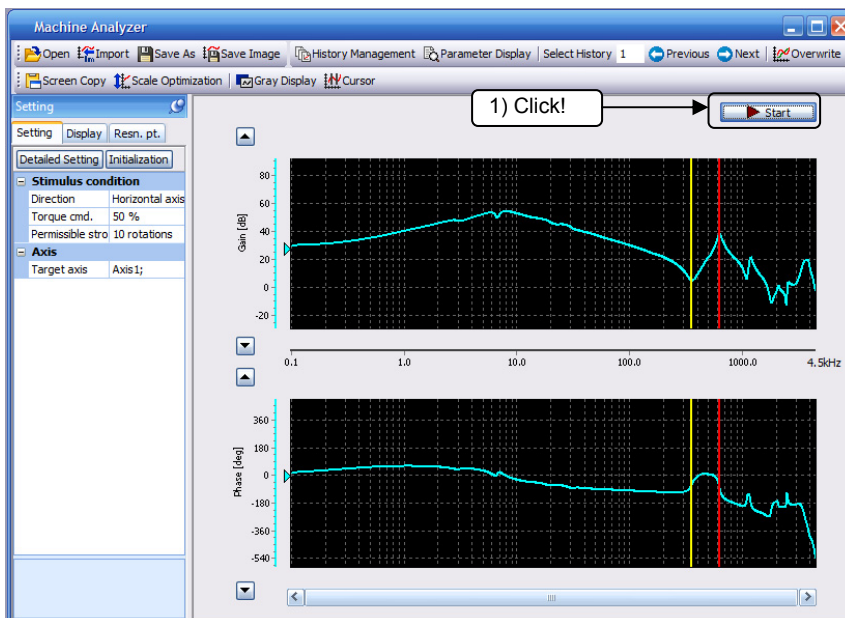 Machine Analyzer
Open Import Save As Save Image History Management Parameter Display Select History 1 Previous Next Overwrite
Screen Copy Scale Optimization Gray Display Cursor
Setting
Setting Display Resn. pt.
Detailed Setting Initialization
Stimulus condition
Direction Horizontal axis
Torque cmd. 50 %
Permissible stro 10 rotations
Axis
Target axis Axis1;
1) Click!
Start
Gain [dB]
80
60
40
20
0
-20
0.1 1.0 10.0 100.0 1000.0 4.5kHz
Phase [deg]
360
180
0
-180
-360
-540